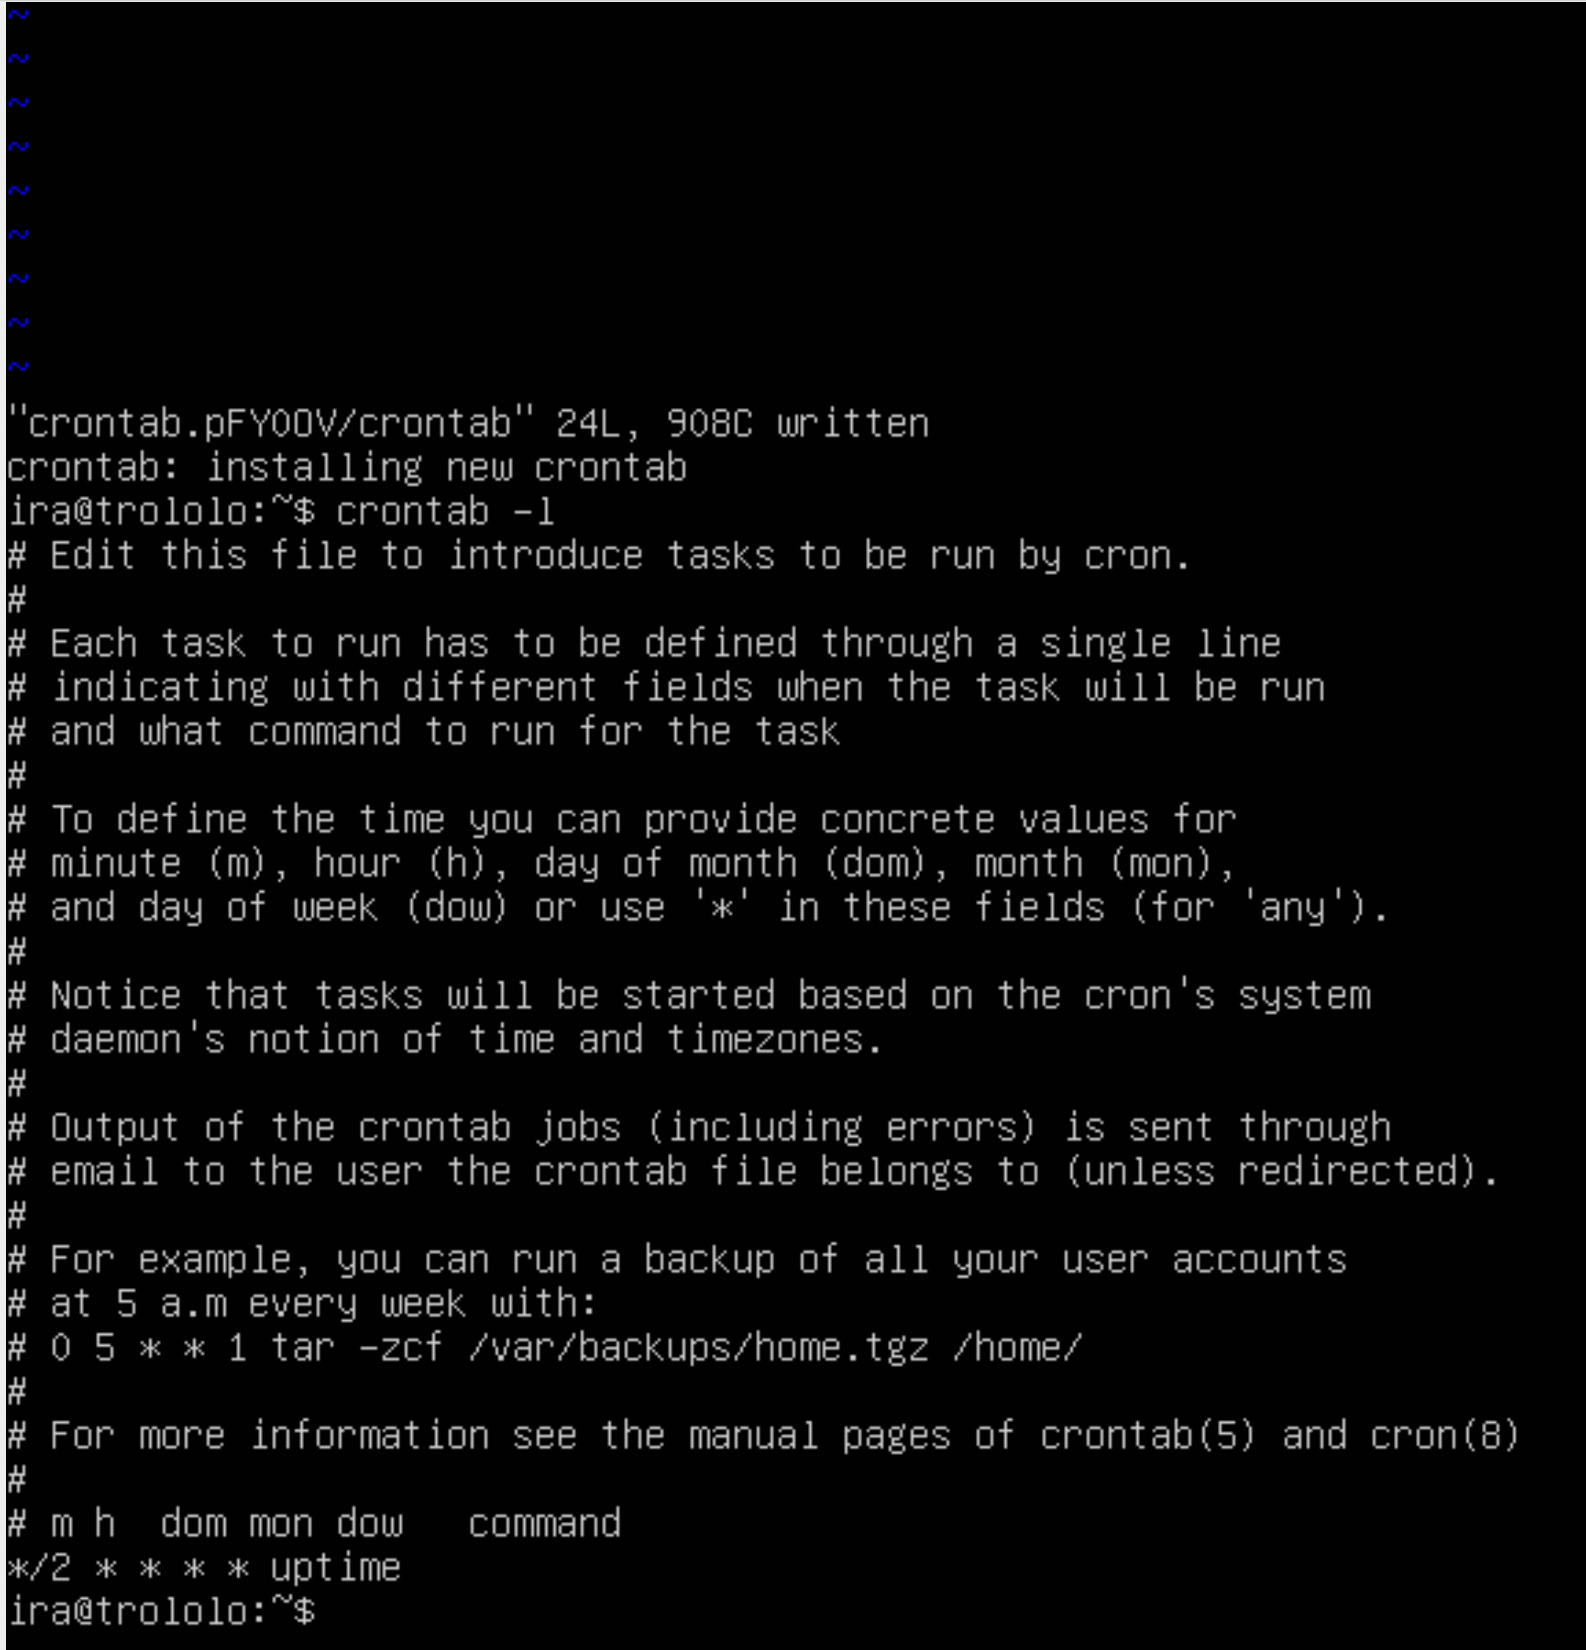 ~
~
~
~
~
~
~
~
~
"crontab.pFYOOV/crontab" 24L, 908C written
crontab: installing new crontab
ira@trololo:~$ crontab -l
# Edit this file to introduce tasks to be run by cron.
#
# Each task to run has to be defined through a single line
# indicating with different fields when the task will be run
# and what command to run for the task
#
# To define the time you can provide concrete values for
# minute (m), hour (h), day of month (dom), month (mon),
# and day of week (dow) or use '*' in these fields (for 'any').
#
# Notice that tasks will be started based on the cron's system
# daemon's notion of time and timezones.
#
# Output of the crontab jobs (including errors) is sent through
# email to the user the crontab file belongs to (unless redirected).
#
# For example, you can run a backup of all your user accounts
# at 5 a.m every week with:
# 0 5 * * 1 tar -zcf /var/backups/home.tgz /home/
#
# For more information see the manual pages of crontab(5) and cron(8)
#
# m h  dom mon dow   command
*/2 * * * * uptime
ira@trololo:~$